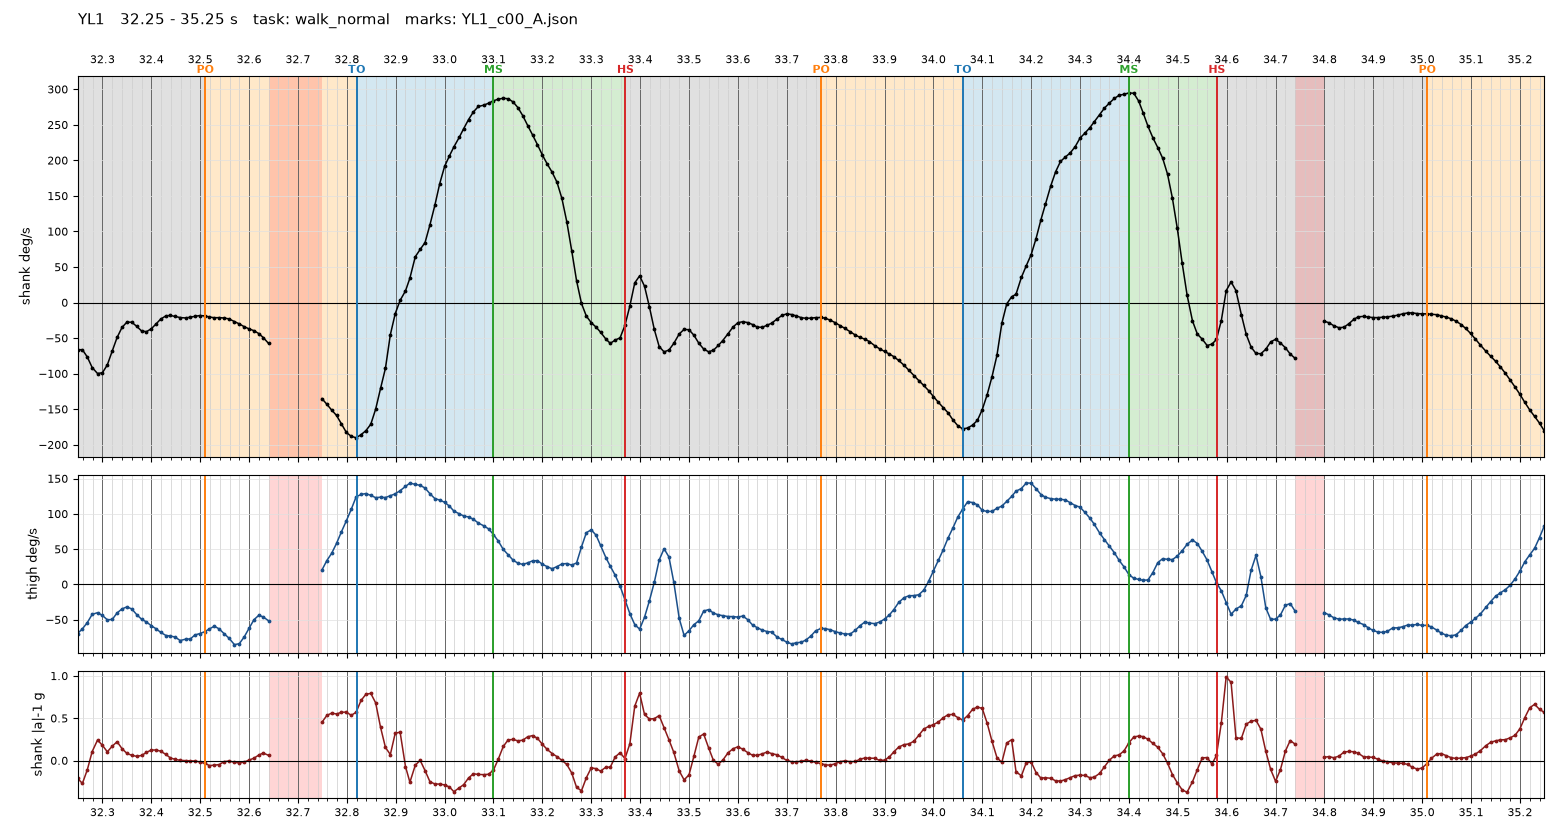 YL1   32.25 - 35.25 s   task: walk_normal   marks: YL1_c00_A.json
32.3 32.4 32.5 32.6 32.7 32.8 32.9 33.0 33.1 33.2 33.3 33.4 33.5 33.6 33.7 33.8 33.9 34.0 34.1 34.2 34.3 34.4 34.5 34.6 34.7 34.8 34.9 35.0 35.1 35.2
PO TO MS HS PO TO MS HS PO
shank deg/s
300
250
200
150
100
50
0
−50
−100
−150
−200
thigh deg/s
150
100
50
0
−50
shank |a|-1 g
1.0
0.5
0.0
32.3 32.4 32.5 32.6 32.7 32.8 32.9 33.0 33.1 33.2 33.3 33.4 33.5 33.6 33.7 33.8 33.9 34.0 34.1 34.2 34.3 34.4 34.5 34.6 34.7 34.8 34.9 35.0 35.1 35.2